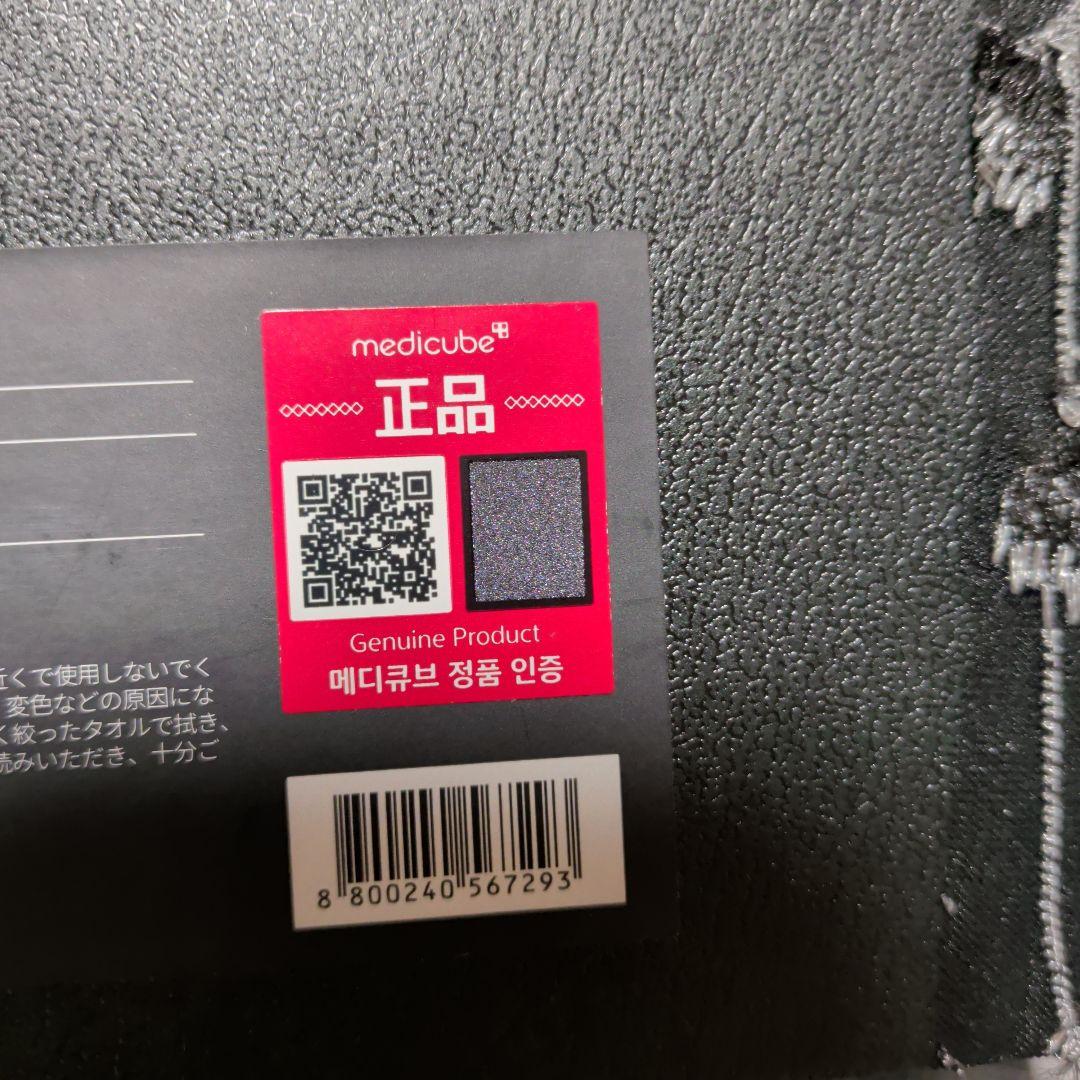 medicube
正品
Genuine Product
메디큐브 정품 인증
近くで使用しないでく
変色などの原因にな
く絞ったタオルで拭き、
読みいただき、十分ご
8 800240 567293